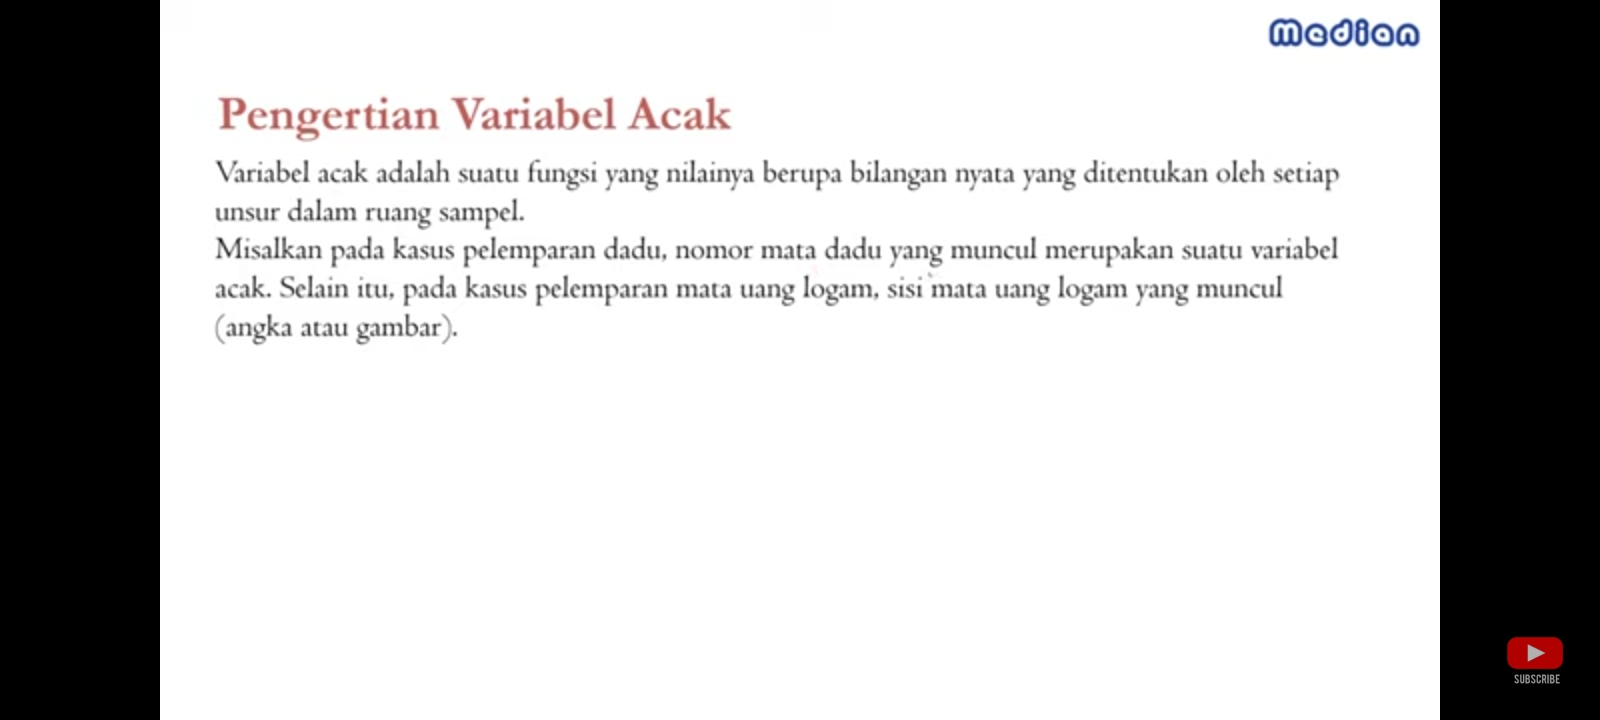 median
Pengertian Variabel Acak
Variabel acak adalah suatu fungsi yang nilainya berupa bilangan nyata yang ditentukan oleh setiap
unsur dalam ruang sampel.
Misalkan pada kasus pelemparan dadu, nomor mata dadu yang muncul merupakan suatu variabel
acak. Selain itu, pada kasus pelemparan mata uang logam, sisi mata uang logam yang muncul
(angka atau gambar).
SUBSCRIBE